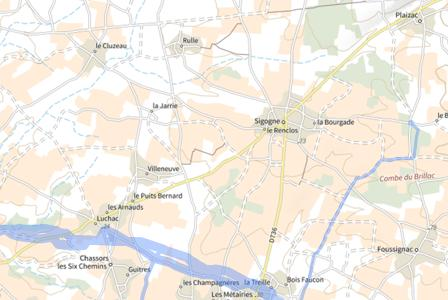 Plaizac
Rulle
le Cluzeau
la Jarrie
Sigogne
la Bourgade
le Renclos
73
Villeneuve
Combe du Brillac
le Puits Bernard
les Arnauds
Luchac
D736
Foussignac
Chassors
les Six Chemins
Guitres
les Champagnères
la Treille
Bois Faucon
Les Métairies